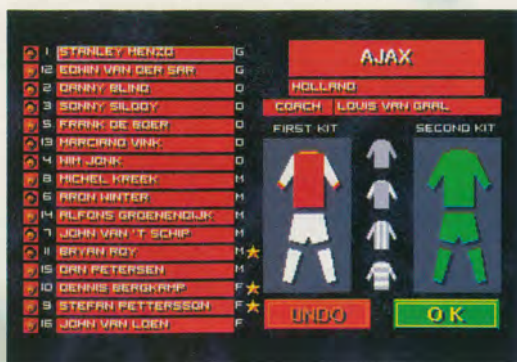 1 STANLEY MENZO G
12 EDWIN VAN DER SAR G
2 DANNY BLIND D
3 SONNY SILOOY D
5 FRANK DE BOER D
13 MARCIANO VINK D
4 WIM JONK D
8 MICHEL KREEK M
6 ARON WINTER M
14 ALFONS GROENENDIJK M
7 JOHN VAN 'T SCHIP M
11 BRYAN ROY M
15 DAN PETERSEN M
10 DENNIS BERGKAMP F
9 STEFAN PETTERSSON F
16 JOHN VAN LOEN F
AJAX
HOLLAND
COACH LOUIS VAN GAAL
FIRST KIT SECOND KIT
UNDO OK